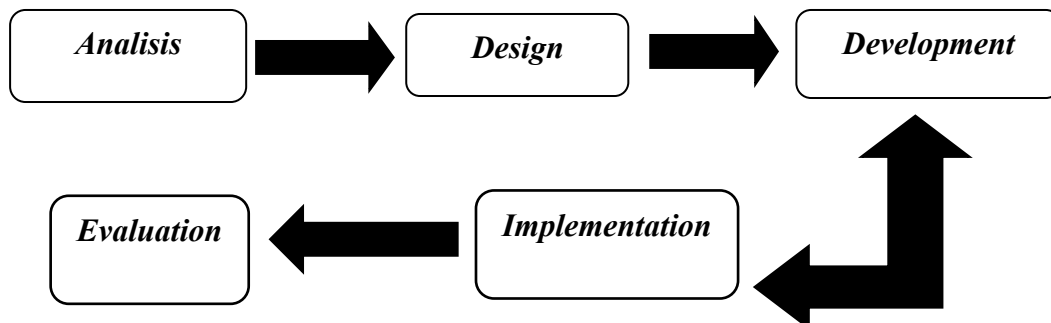 Analisis
Design
Development
Implementation
Evaluation